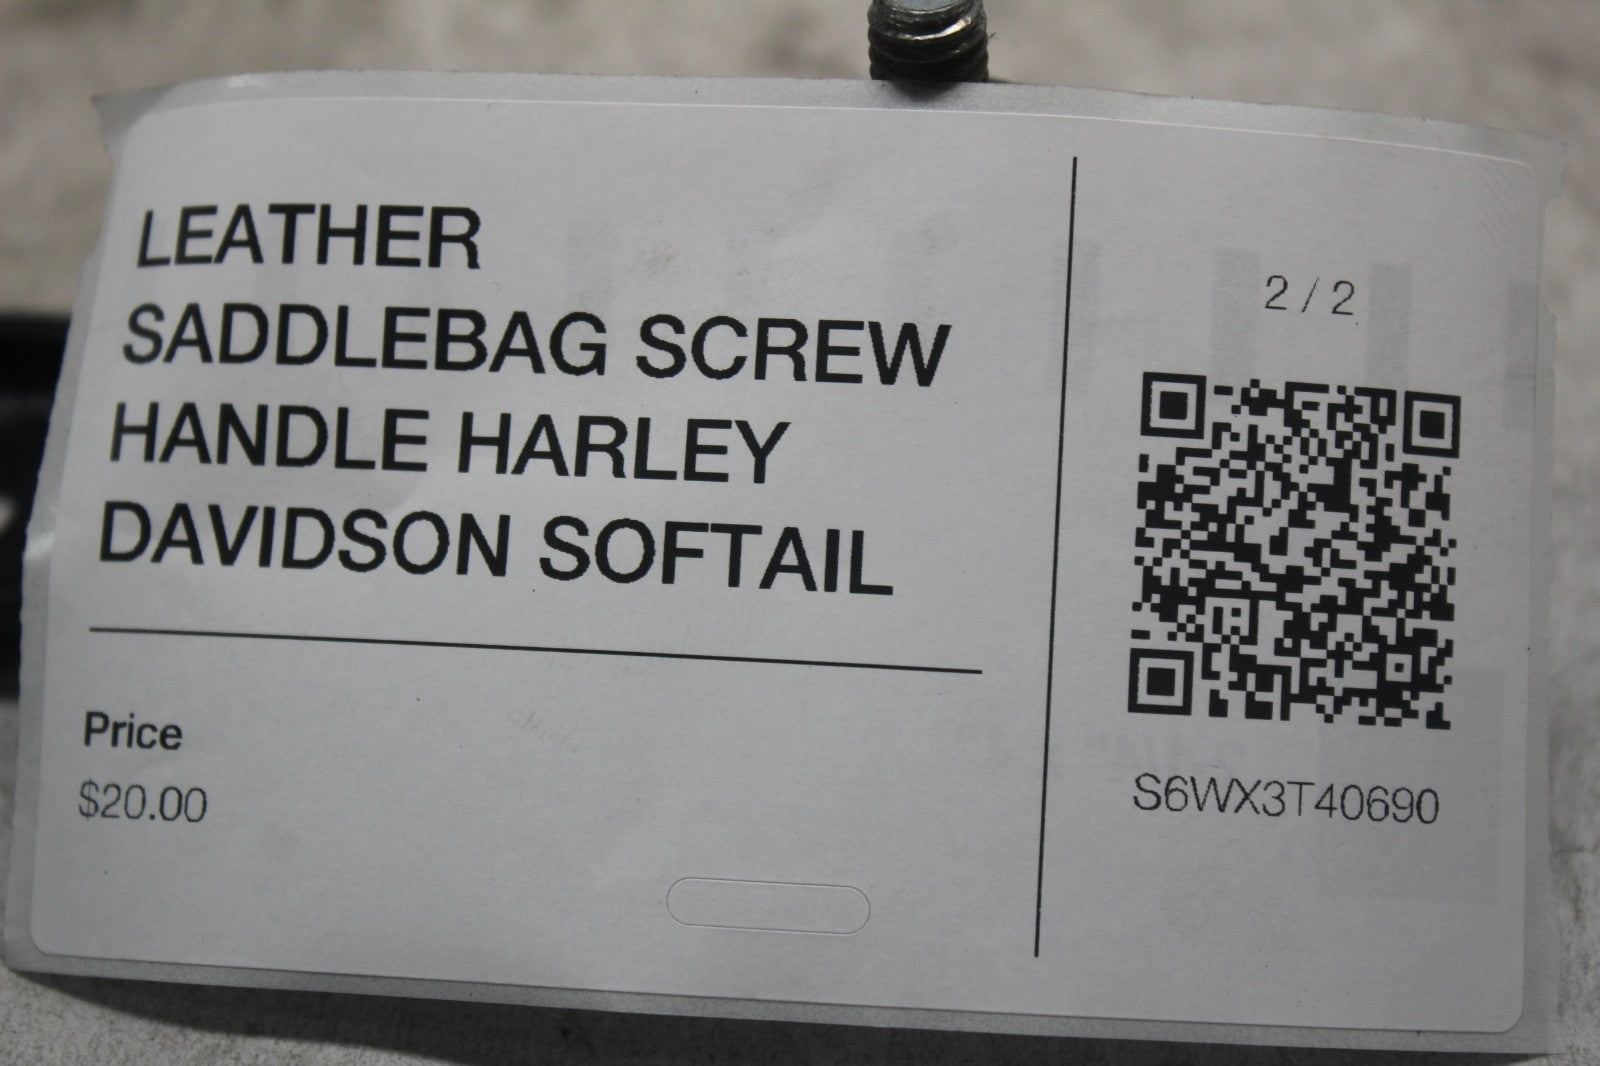 LEATHER
SADDLEBAG SCREW
HANDLE HARLEY
DAVIDSON SOFTAIL
Price
$20.00
2 / 2
S6WX3T40690